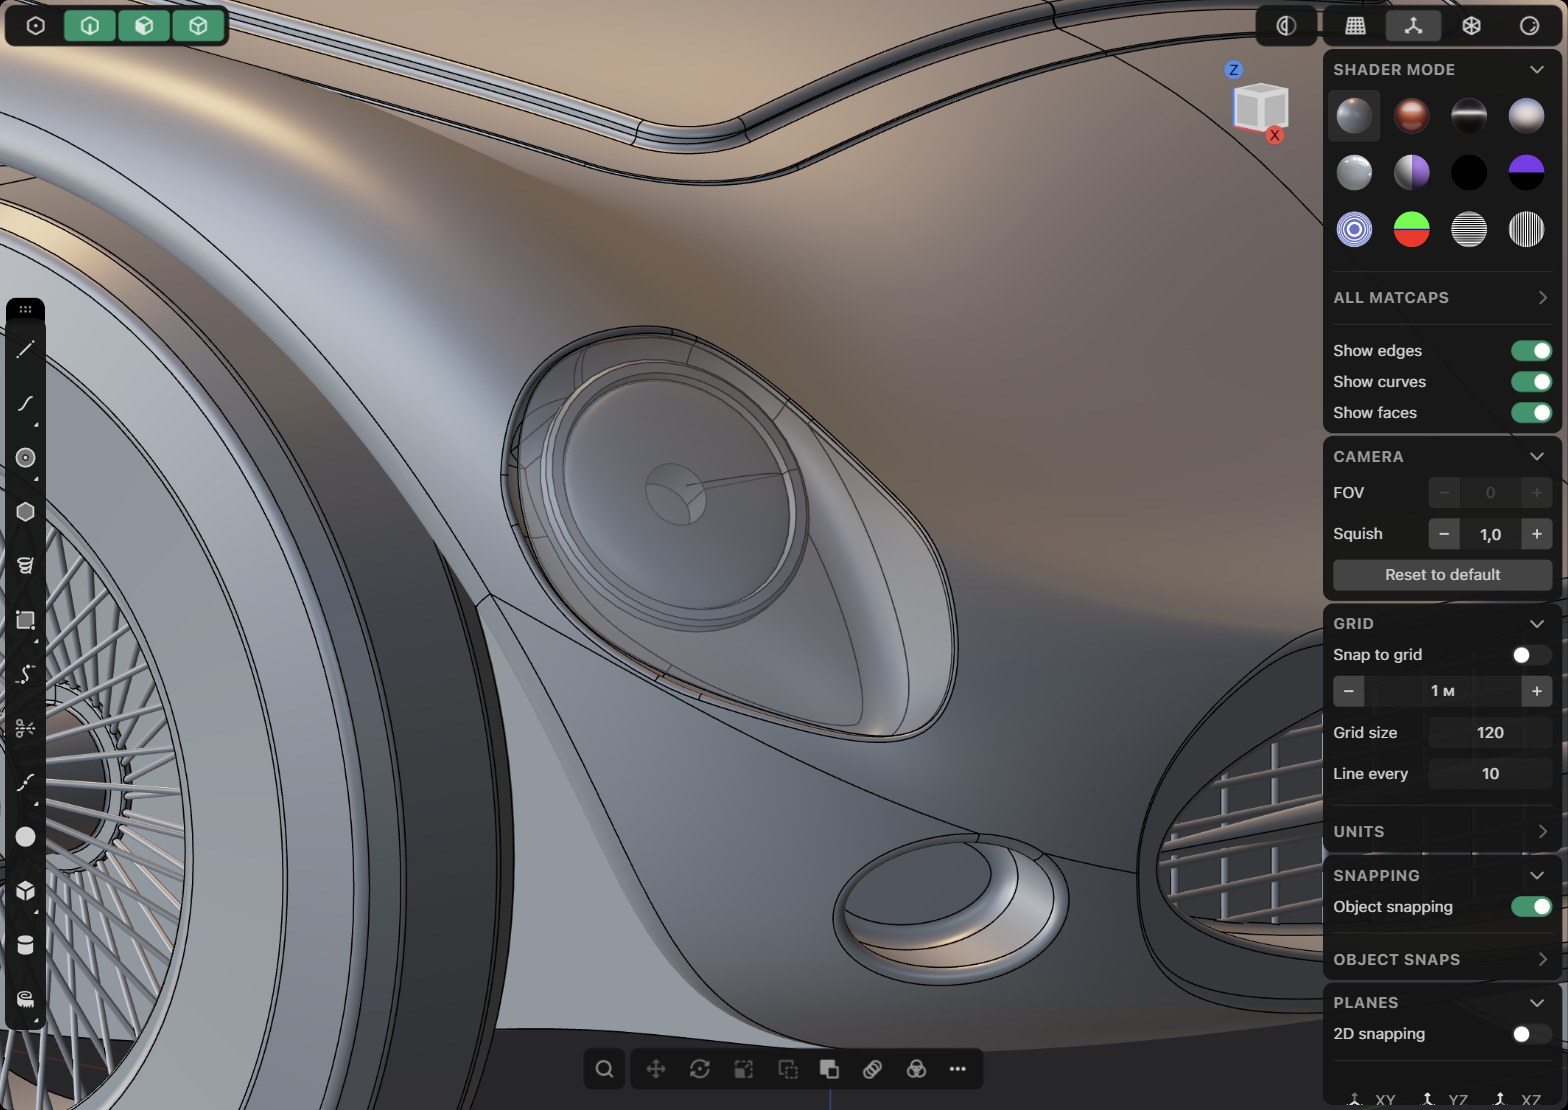 Z
X
SHADER MODE
ALL MATCAPS
Show edges
Show curves
Show faces
CAMERA
FOV
− 0 +
Squish
− 1,0 +
Reset to default
GRID
Snap to grid
− 1 м +
Grid size 120
Line every 10
UNITS
SNAPPING
Object snapping
OBJECT SNAPS
PLANES
2D snapping
XY YZ XZ